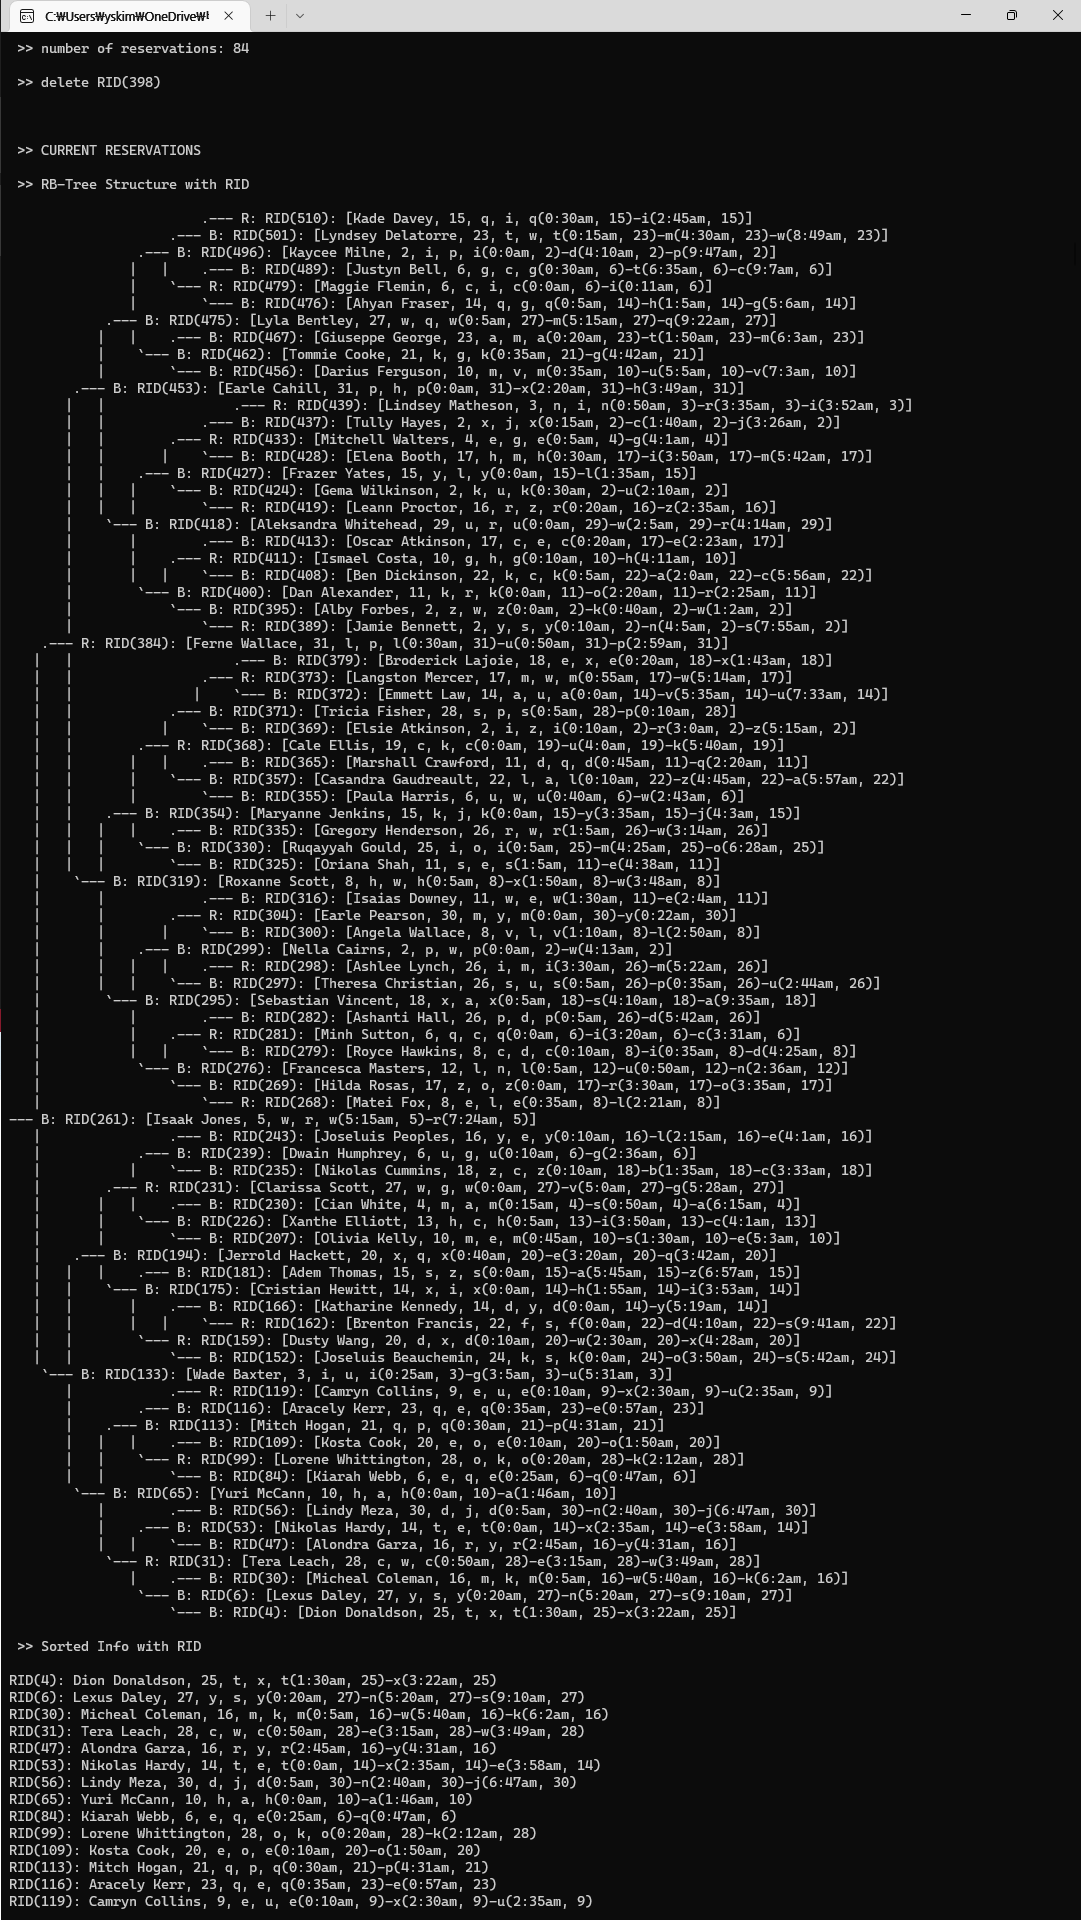 C:₩Users₩yskim₩OneDrive₩
>> number of reservations: 84
>> delete RID(398)
>> CURRENT RESERVATIONS
>> RB-Tree Structure with RID
.--- R: RID(510): [Kade Davey, 15, q, i, q(0:30am, 15)-i(2:45am, 15)]
.--- B: RID(501): [Lyndsey Delatorre, 23, t, w, t(0:15am, 23)-m(4:30am, 23)-w(8:49am, 23)]
.--- B: RID(496): [Kaycee Milne, 2, i, p, i(0:0am, 2)-d(4:10am, 2)-p(9:47am, 2)]
| | .--- B: RID(489): [Justyn Bell, 6, g, c, g(0:30am, 6)-t(6:35am, 6)-c(9:7am, 6)]
| `--- R: RID(479): [Maggie Flemin, 6, c, i, c(0:0am, 6)-i(0:11am, 6)]
| `--- B: RID(476): [Ahyan Fraser, 14, q, g, q(0:5am, 14)-h(1:5am, 14)-g(5:6am, 14)]
.--- B: RID(475): [Lyla Bentley, 27, w, q, w(0:5am, 27)-m(5:15am, 27)-q(9:22am, 27)]
| | .--- B: RID(467): [Giuseppe George, 23, a, m, a(0:20am, 23)-t(1:50am, 23)-m(6:3am, 23)]
| `--- B: RID(462): [Tommie Cooke, 21, k, g, k(0:35am, 21)-g(4:42am, 21)]
| `--- B: RID(456): [Darius Ferguson, 10, m, v, m(0:35am, 10)-u(5:5am, 10)-v(7:3am, 10)]
.--- B: RID(453): [Earle Cahill, 31, p, h, p(0:0am, 31)-x(2:20am, 31)-h(3:49am, 31)]
| | .--- R: RID(439): [Lindsey Matheson, 3, n, i, n(0:50am, 3)-r(3:35am, 3)-i(3:52am, 3)]
| | .--- B: RID(437): [Tully Hayes, 2, x, j, x(0:15am, 2)-c(1:40am, 2)-j(3:26am, 2)]
| | .--- R: RID(433): [Mitchell Walters, 4, e, g, e(0:5am, 4)-g(4:1am, 4)]
| | | `--- B: RID(428): [Elena Booth, 17, h, m, h(0:30am, 17)-i(3:50am, 17)-m(5:42am, 17)]
| | .--- B: RID(427): [Frazer Yates, 15, y, l, y(0:0am, 15)-l(1:35am, 15)]
| | | `--- B: RID(424): [Gema Wilkinson, 2, k, u, k(0:30am, 2)-u(2:10am, 2)]
| | | `--- R: RID(419): [Leann Proctor, 16, r, z, r(0:20am, 16)-z(2:35am, 16)]
| `--- B: RID(418): [Aleksandra Whitehead, 29, u, r, u(0:0am, 29)-w(2:5am, 29)-r(4:14am, 29)]
| | .--- B: RID(413): [Oscar Atkinson, 17, c, e, c(0:20am, 17)-e(2:23am, 17)]
| | .--- R: RID(411): [Ismael Costa, 10, g, h, g(0:10am, 10)-h(4:11am, 10)]
| | | `--- B: RID(408): [Ben Dickinson, 22, k, c, k(0:5am, 22)-a(2:0am, 22)-c(5:56am, 22)]
| `--- B: RID(400): [Dan Alexander, 11, k, r, k(0:0am, 11)-o(2:20am, 11)-r(2:25am, 11)]
| `--- B: RID(395): [Alby Forbes, 2, z, w, z(0:0am, 2)-k(0:40am, 2)-w(1:2am, 2)]
| `--- R: RID(389): [Jamie Bennett, 2, y, s, y(0:10am, 2)-n(4:5am, 2)-s(7:55am, 2)]
.--- R: RID(384): [Ferne Wallace, 31, l, p, l(0:30am, 31)-u(0:50am, 31)-p(2:59am, 31)]
| | .--- B: RID(379): [Broderick Lajoie, 18, e, x, e(0:20am, 18)-x(1:43am, 18)]
| | .--- R: RID(373): [Langston Mercer, 17, m, w, m(0:55am, 17)-w(5:14am, 17)]
| | | `--- B: RID(372): [Emmett Law, 14, a, u, a(0:0am, 14)-v(5:35am, 14)-u(7:33am, 14)]
| | .--- B: RID(371): [Tricia Fisher, 28, s, p, s(0:5am, 28)-p(0:10am, 28)]
| | | `--- B: RID(369): [Elsie Atkinson, 2, i, z, i(0:10am, 2)-r(3:0am, 2)-z(5:15am, 2)]
| | .--- R: RID(368): [Cale Ellis, 19, c, k, c(0:0am, 19)-u(4:0am, 19)-k(5:40am, 19)]
| | | | .--- B: RID(365): [Marshall Crawford, 11, d, q, d(0:45am, 11)-q(2:20am, 11)]
| | | `--- B: RID(357): [Casandra Gaudreault, 22, l, a, l(0:10am, 22)-z(4:45am, 22)-a(5:57am, 22)]
| | | `--- B: RID(355): [Paula Harris, 6, u, w, u(0:40am, 6)-w(2:43am, 6)]
| | .--- B: RID(354): [Maryanne Jenkins, 15, k, j, k(0:0am, 15)-y(3:35am, 15)-j(4:3am, 15)]
| | | | .--- B: RID(335): [Gregory Henderson, 26, r, w, r(1:5am, 26)-w(3:14am, 26)]
| | | `--- B: RID(330): [Ruqayyah Gould, 25, i, o, i(0:5am, 25)-m(4:25am, 25)-o(6:28am, 25)]
| | | `--- B: RID(325): [Oriana Shah, 11, s, e, s(1:5am, 11)-e(4:38am, 11)]
| `--- B: RID(319): [Roxanne Scott, 8, h, w, h(0:5am, 8)-x(1:50am, 8)-w(3:48am, 8)]
| | .--- B: RID(316): [Isaias Downey, 11, w, e, w(1:30am, 11)-e(2:4am, 11)]
| | .--- R: RID(304): [Earle Pearson, 30, m, y, m(0:0am, 30)-y(0:22am, 30)]
| | | `--- B: RID(300): [Angela Wallace, 8, v, l, v(1:10am, 8)-l(2:50am, 8)]
| | .--- B: RID(299): [Nella Cairns, 2, p, w, p(0:0am, 2)-w(4:13am, 2)]
| | | | .--- R: RID(298): [Ashlee Lynch, 26, i, m, i(3:30am, 26)-m(5:22am, 26)]
| | | `--- B: RID(297): [Theresa Christian, 26, s, u, s(0:5am, 26)-p(0:35am, 26)-u(2:44am, 26)]
| `--- B: RID(295): [Sebastian Vincent, 18, x, a, x(0:5am, 18)-s(4:10am, 18)-a(9:35am, 18)]
| | .--- B: RID(282): [Ashanti Hall, 26, p, d, p(0:5am, 26)-d(5:42am, 26)]
| | .--- R: RID(281): [Minh Sutton, 6, q, c, q(0:0am, 6)-i(3:20am, 6)-c(3:31am, 6)]
| | | `--- B: RID(279): [Royce Hawkins, 8, c, d, c(0:10am, 8)-i(0:35am, 8)-d(4:25am, 8)]
| `--- B: RID(276): [Francesca Masters, 12, l, n, l(0:5am, 12)-u(0:50am, 12)-n(2:36am, 12)]
| `--- B: RID(269): [Hilda Rosas, 17, z, o, z(0:0am, 17)-r(3:30am, 17)-o(3:35am, 17)]
| `--- R: RID(268): [Matei Fox, 8, e, l, e(0:35am, 8)-l(2:21am, 8)]
--- B: RID(261): [Isaak Jones, 5, w, r, w(5:15am, 5)-r(7:24am, 5)]
| .--- B: RID(243): [Joseluis Peoples, 16, y, e, y(0:10am, 16)-l(2:15am, 16)-e(4:1am, 16)]
| .--- B: RID(239): [Dwain Humphrey, 6, u, g, u(0:10am, 6)-g(2:36am, 6)]
| | `--- B: RID(235): [Nikolas Cummins, 18, z, c, z(0:10am, 18)-b(1:35am, 18)-c(3:33am, 18)]
| .--- R: RID(231): [Clarissa Scott, 27, w, g, w(0:0am, 27)-v(5:0am, 27)-g(5:28am, 27)]
| | | .--- B: RID(230): [Cian White, 4, m, a, m(0:15am, 4)-s(0:50am, 4)-a(6:15am, 4)]
| | `--- B: RID(226): [Xanthe Elliott, 13, h, c, h(0:5am, 13)-i(3:50am, 13)-c(4:1am, 13)]
| | `--- B: RID(207): [Olivia Kelly, 10, m, e, m(0:45am, 10)-s(1:30am, 10)-e(5:3am, 10)]
| .--- B: RID(194): [Jerrold Hackett, 20, x, q, x(0:40am, 20)-e(3:20am, 20)-q(3:42am, 20)]
| | | .--- B: RID(181): [Adem Thomas, 15, s, z, s(0:0am, 15)-a(5:45am, 15)-z(6:57am, 15)]
| | `--- B: RID(175): [Cristian Hewitt, 14, x, i, x(0:0am, 14)-h(1:55am, 14)-i(3:53am, 14)]
| | | .--- B: RID(166): [Katharine Kennedy, 14, d, y, d(0:0am, 14)-y(5:19am, 14)]
| | | | `--- R: RID(162): [Brenton Francis, 22, f, s, f(0:0am, 22)-d(4:10am, 22)-s(9:41am, 22)]
| | `--- R: RID(159): [Dusty Wang, 20, d, x, d(0:10am, 20)-w(2:30am, 20)-x(4:28am, 20)]
| | `--- B: RID(152): [Joseluis Beauchemin, 24, k, s, k(0:0am, 24)-o(3:50am, 24)-s(5:42am, 24)]
`--- B: RID(133): [Wade Baxter, 3, i, u, i(0:25am, 3)-g(3:5am, 3)-u(5:31am, 3)]
| .--- R: RID(119): [Camryn Collins, 9, e, u, e(0:10am, 9)-x(2:30am, 9)-u(2:35am, 9)]
| .--- B: RID(116): [Aracely Kerr, 23, q, e, q(0:35am, 23)-e(0:57am, 23)]
| .--- B: RID(113): [Mitch Hogan, 21, q, p, q(0:30am, 21)-p(4:31am, 21)]
| | | .--- B: RID(109): [Kosta Cook, 20, e, o, e(0:10am, 20)-o(1:50am, 20)]
| | `--- R: RID(99): [Lorene Whittington, 28, o, k, o(0:20am, 28)-k(2:12am, 28)]
| | `--- B: RID(84): [Kiarah Webb, 6, e, q, e(0:25am, 6)-q(0:47am, 6)]
`--- B: RID(65): [Yuri McCann, 10, h, a, h(0:0am, 10)-a(1:46am, 10)]
| .--- B: RID(56): [Lindy Meza, 30, d, j, d(0:5am, 30)-n(2:40am, 30)-j(6:47am, 30)]
| .--- B: RID(53): [Nikolas Hardy, 14, t, e, t(0:0am, 14)-x(2:35am, 14)-e(3:58am, 14)]
| | `--- B: RID(47): [Alondra Garza, 16, r, y, r(2:45am, 16)-y(4:31am, 16)]
`--- R: RID(31): [Tera Leach, 28, c, w, c(0:50am, 28)-e(3:15am, 28)-w(3:49am, 28)]
| .--- B: RID(30): [Micheal Coleman, 16, m, k, m(0:5am, 16)-w(5:40am, 16)-k(6:2am, 16)]
`--- B: RID(6): [Lexus Daley, 27, y, s, y(0:20am, 27)-n(5:20am, 27)-s(9:10am, 27)]
`--- B: RID(4): [Dion Donaldson, 25, t, x, t(1:30am, 25)-x(3:22am, 25)]
>> Sorted Info with RID
RID(4): Dion Donaldson, 25, t, x, t(1:30am, 25)-x(3:22am, 25)
RID(6): Lexus Daley, 27, y, s, y(0:20am, 27)-n(5:20am, 27)-s(9:10am, 27)
RID(30): Micheal Coleman, 16, m, k, m(0:5am, 16)-w(5:40am, 16)-k(6:2am, 16)
RID(31): Tera Leach, 28, c, w, c(0:50am, 28)-e(3:15am, 28)-w(3:49am, 28)
RID(47): Alondra Garza, 16, r, y, r(2:45am, 16)-y(4:31am, 16)
RID(53): Nikolas Hardy, 14, t, e, t(0:0am, 14)-x(2:35am, 14)-e(3:58am, 14)
RID(56): Lindy Meza, 30, d, j, d(0:5am, 30)-n(2:40am, 30)-j(6:47am, 30)
RID(65): Yuri McCann, 10, h, a, h(0:0am, 10)-a(1:46am, 10)
RID(84): Kiarah Webb, 6, e, q, e(0:25am, 6)-q(0:47am, 6)
RID(99): Lorene Whittington, 28, o, k, o(0:20am, 28)-k(2:12am, 28)
RID(109): Kosta Cook, 20, e, o, e(0:10am, 20)-o(1:50am, 20)
RID(113): Mitch Hogan, 21, q, p, q(0:30am, 21)-p(4:31am, 21)
RID(116): Aracely Kerr, 23, q, e, q(0:35am, 23)-e(0:57am, 23)
RID(119): Camryn Collins, 9, e, u, e(0:10am, 9)-x(2:30am, 9)-u(2:35am, 9)